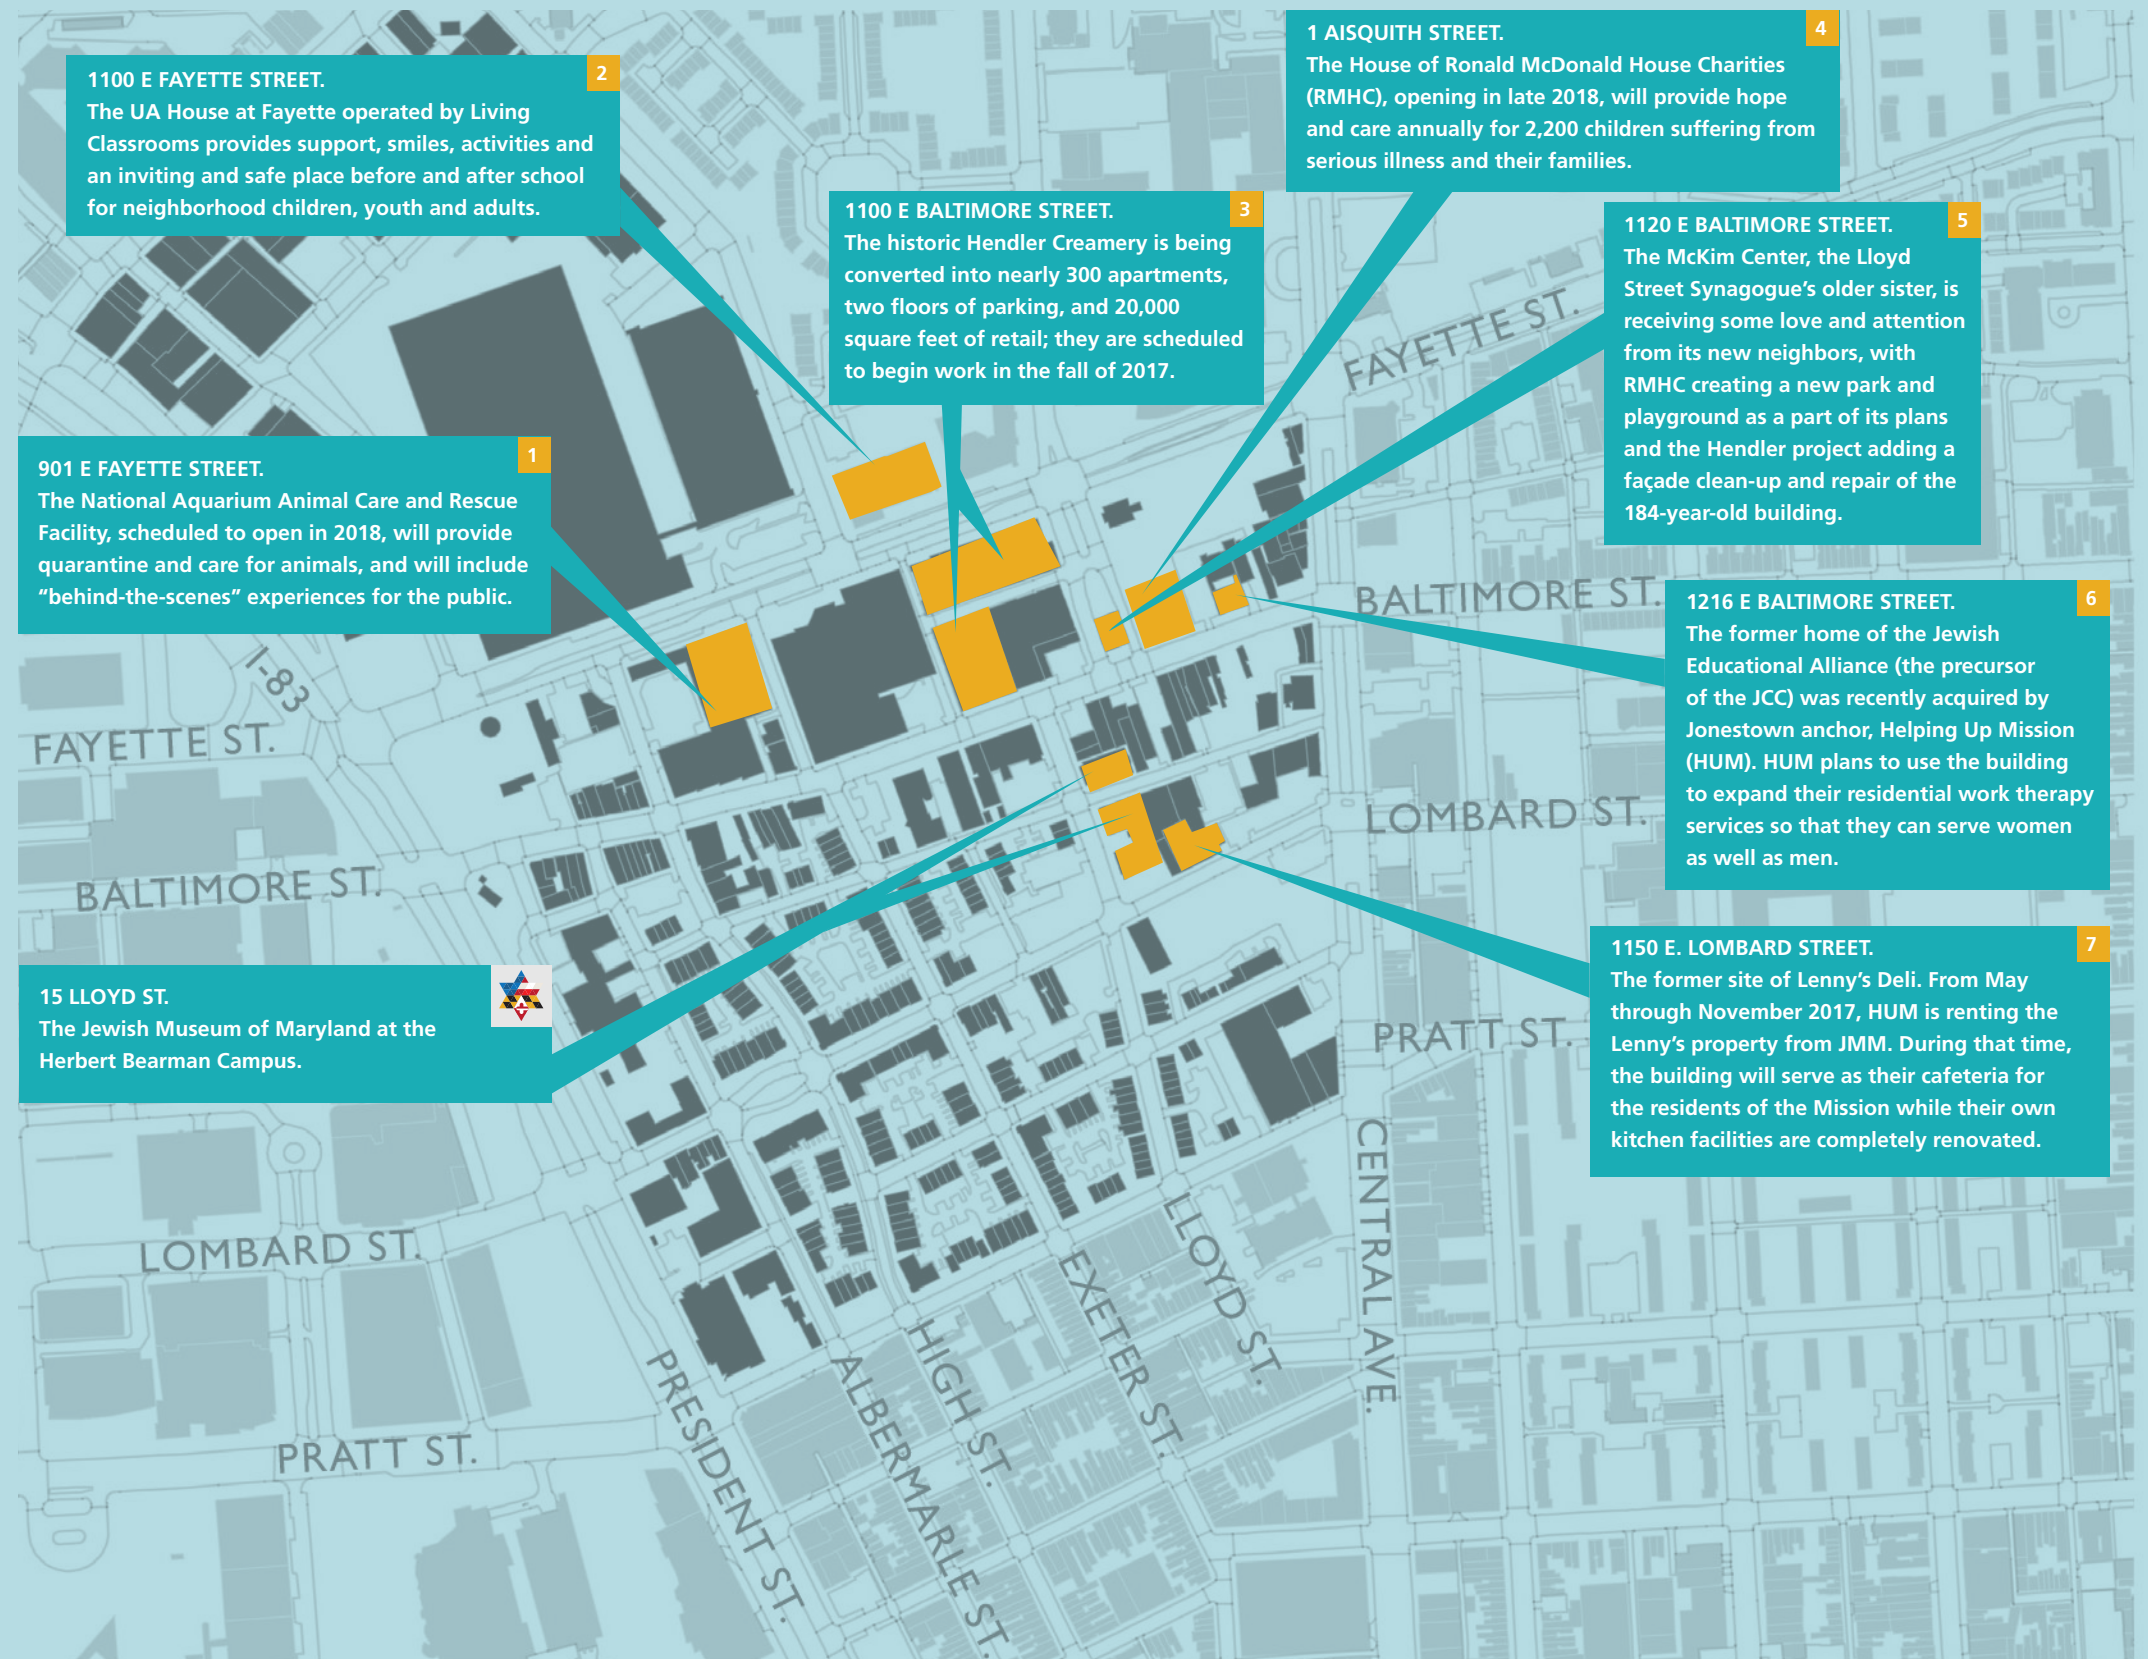 1100 E FAYETTE STREET.
2
The UA House at Fayette operated by Living
Classrooms provides support, smiles, activities and
an inviting and safe place before and after school
for neighborhood children, youth and adults.
1 AISQUITH STREET.
4
The House of Ronald McDonald House Charities
(RMHC), opening in late 2018, will provide hope
and care annually for 2,200 children suffering from
serious illness and their families.
1100 E BALTIMORE STREET.
3
The historic Hendler Creamery is being
converted into nearly 300 apartments,
two floors of parking, and 20,000
square feet of retail; they are scheduled
to begin work in the fall of 2017.
1120 E BALTIMORE STREET.
5
The McKim Center, the Lloyd
Street Synagogue's older sister, is
receiving some love and attention
from its new neighbors, with
RMHC creating a new park and
playground as a part of its plans
and the Hendler project adding a
façade clean-up and repair of the
184-year-old building.
901 E FAYETTE STREET.
1
The National Aquarium Animal Care and Rescue
Facility, scheduled to open in 2018, will provide
quarantine and care for animals, and will include
"behind-the-scenes" experiences for the public.
1216 E BALTIMORE STREET.
6
The former home of the Jewish
Educational Alliance (the precursor
of the JCC) was recently acquired by
Jonestown anchor, Helping Up Mission
(HUM). HUM plans to use the building
to expand their residential work therapy
services so that they can serve women
as well as men.
1150 E. LOMBARD STREET.
7
The former site of Lenny's Deli. From May
through November 2017, HUM is renting the
Lenny's property from JMM. During that time,
the building will serve as their cafeteria for
the residents of the Mission while their own
kitchen facilities are completely renovated.
15 LLOYD ST.
The Jewish Museum of Maryland at the
Herbert Bearman Campus.
FAYETTE ST.
BALTIMORE ST.
LOMBARD ST.
PRATT ST.
I-83
FAYETTE ST.
BALTIMORE ST.
LOMBARD ST.
PRATT ST.
PRESIDENT ST.
ALBERMARLE ST.
HIGH ST.
EXETER ST.
LLOYD ST.
CENTRAL AVE.